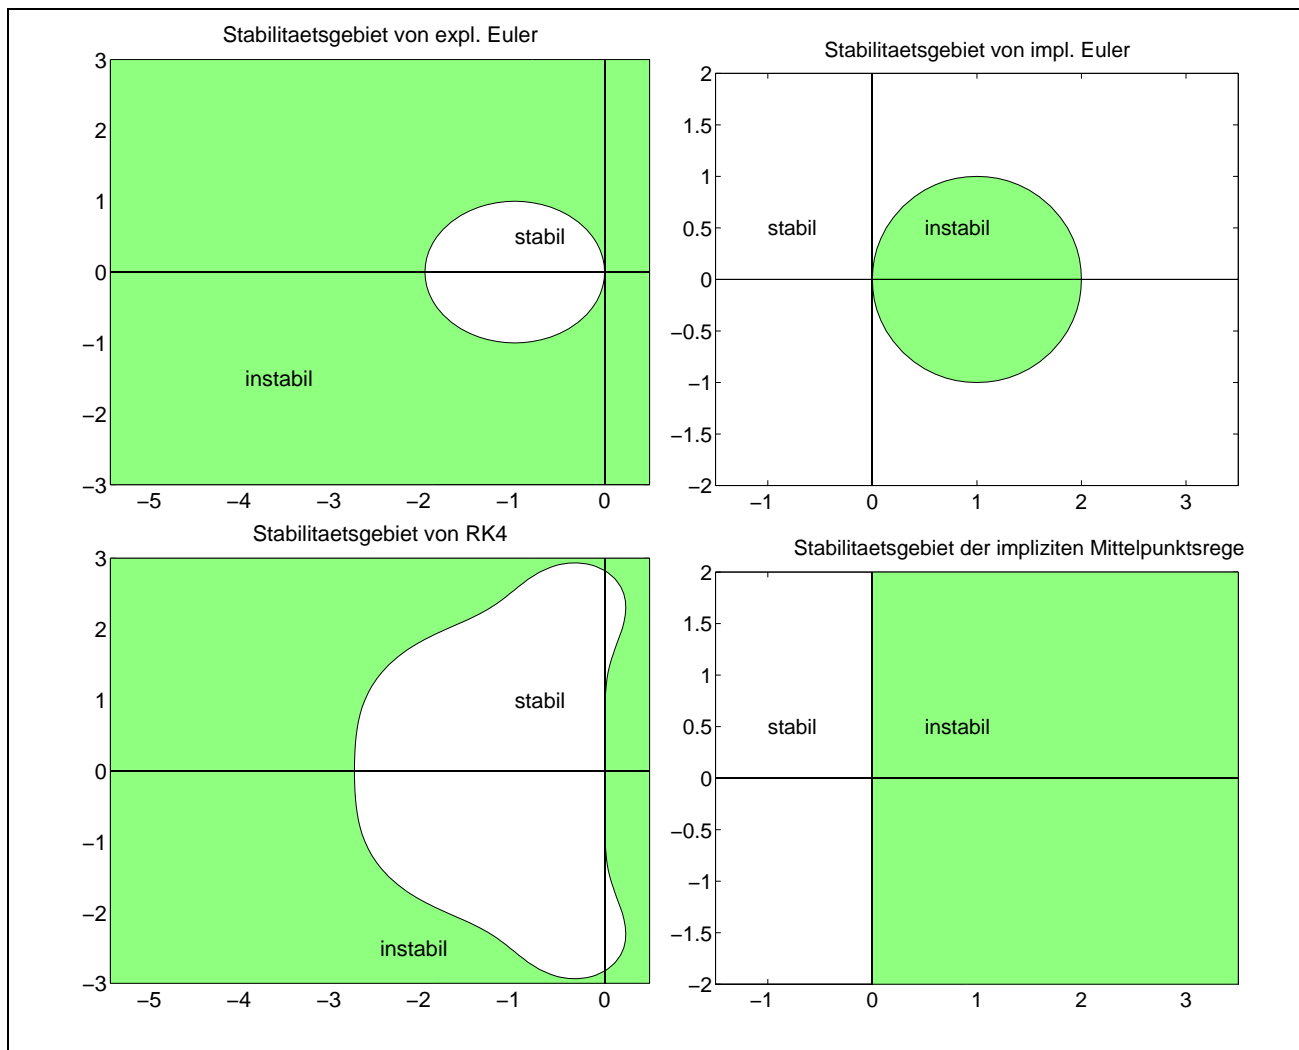 Stabilitaetsgebiet von expl. Euler
3
2
1
0
−1
−2
−3
stabil
instabil
−5 −4 −3 −2 −1 0
Stabilitaetsgebiet von impl. Euler
2
1.5
1
0.5
0
−0.5
−1
−1.5
−2
stabil instabil
−1 0 1 2 3
Stabilitaetsgebiet von RK4
3
2
1
0
−1
−2
−3
stabil
instabil
−5 −4 −3 −2 −1 0
Stabilitaetsgebiet der impliziten Mittelpunktsrege
2
1.5
1
0.5
0
−0.5
−1
−1.5
−2
stabil instabil
−1 0 1 2 3